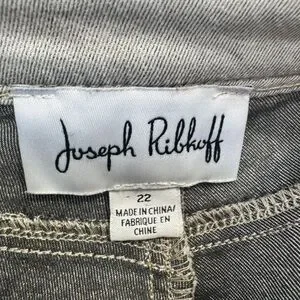 Joseph Ribkoff
22
MADE IN CHINA/
FABRIQUE EN
CHINE